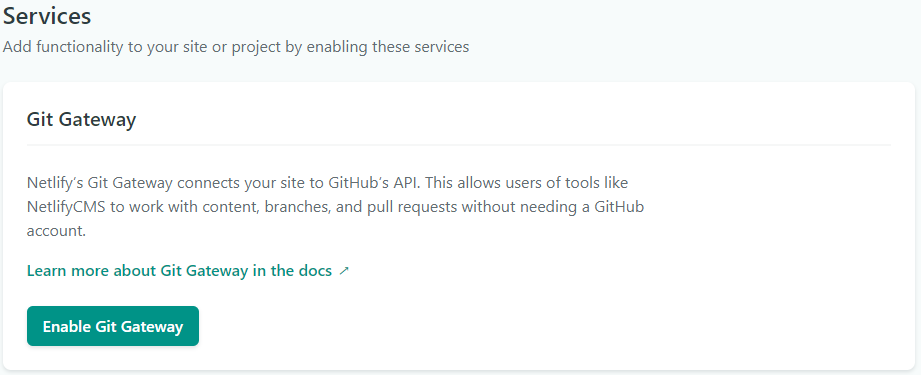 Services
Add functionality to your site or project by enabling these services
Git Gateway
Netlify's Git Gateway connects your site to GitHub's API. This allows users of tools like
NetlifyCMS to work with content, branches, and pull requests without needing a GitHub
account.
Learn more about Git Gateway in the docs ↗
Enable Git Gateway